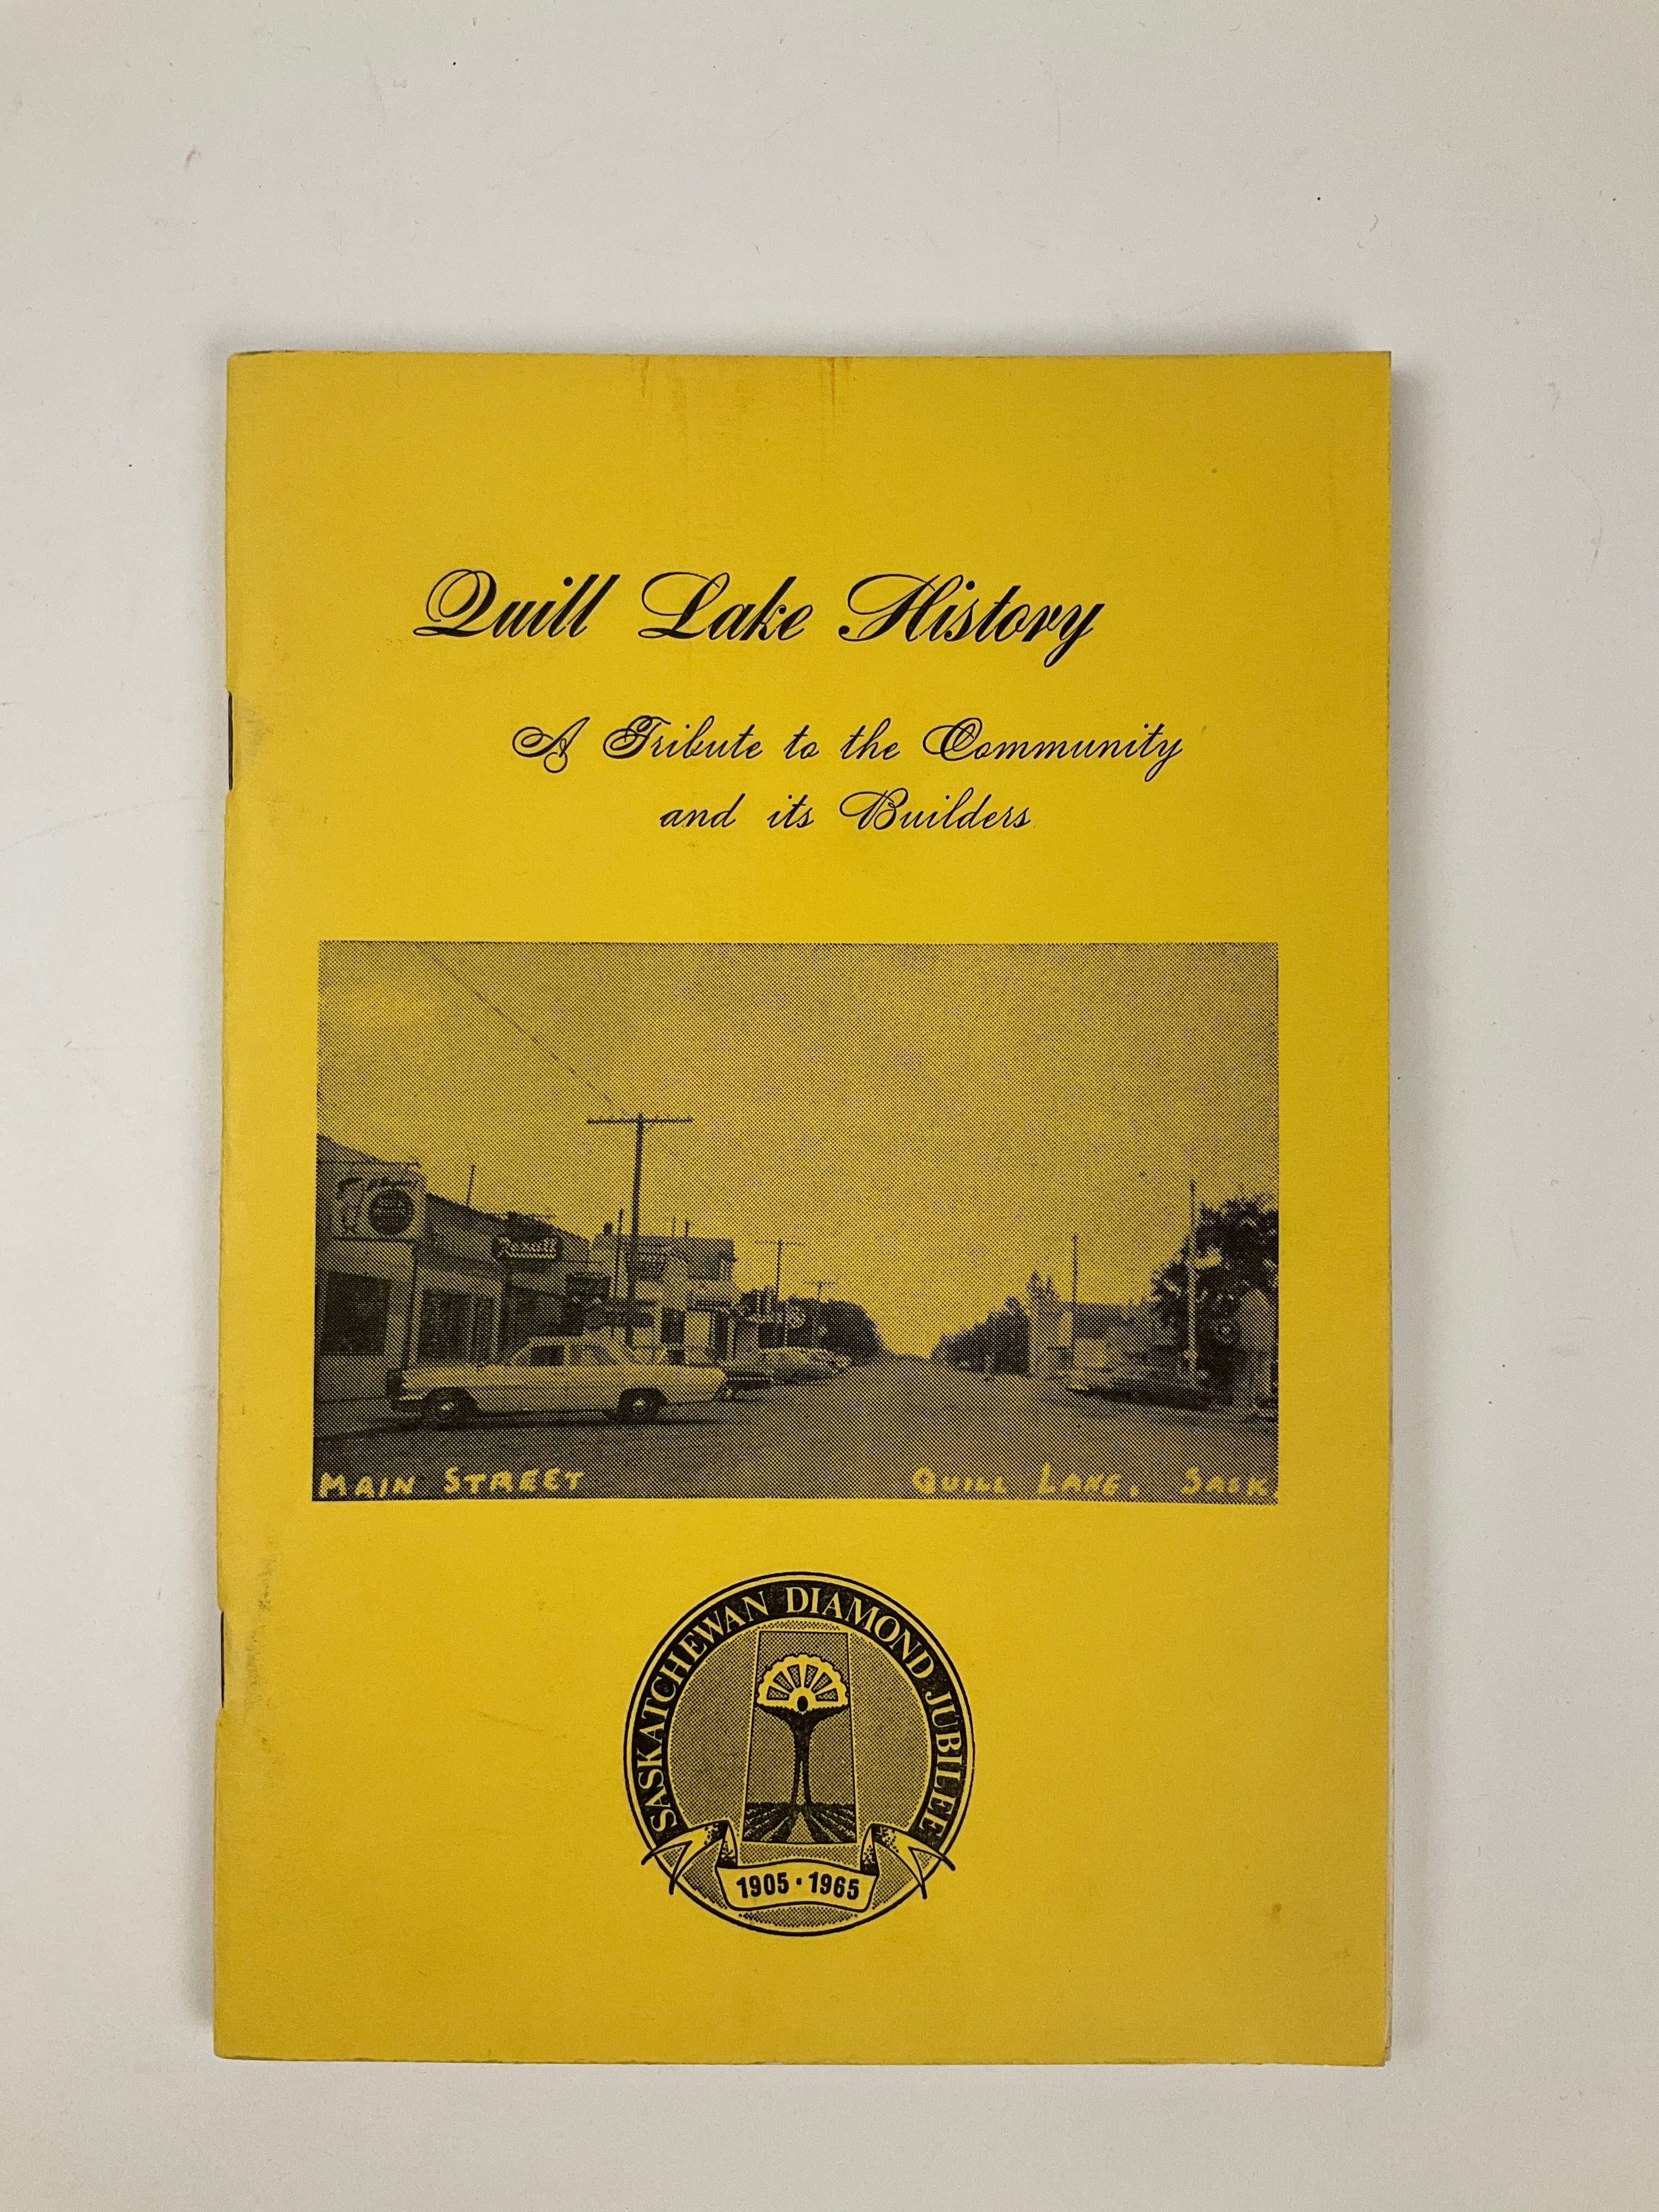 Quill Lake History
A Tribute to the Community
and its Builders
Rexall
MAIN STREET
QUILL LAKE, SASK
SASKATCHEWAN DIAMOND JUBILEE
1905 · 1965